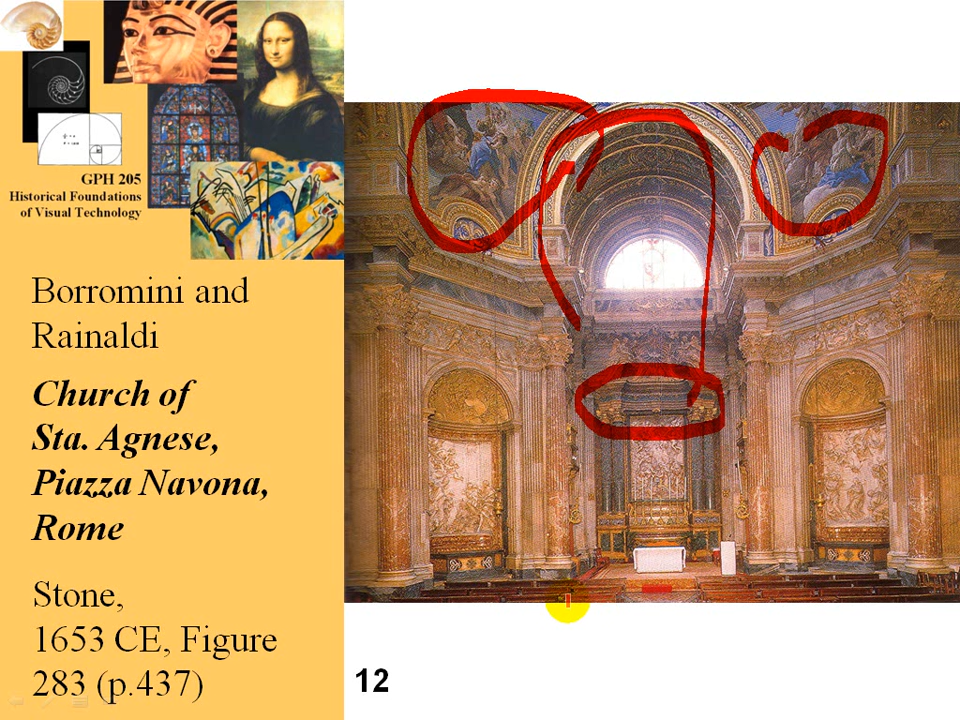 GPH 205
Historical Foundations
of Visual Technology
Borromini and
Rainaldi
Church of
Sta. Agnese,
Piazza Navona,
Rome
Stone,
1653 CE, Figure
283 (p.437)
12